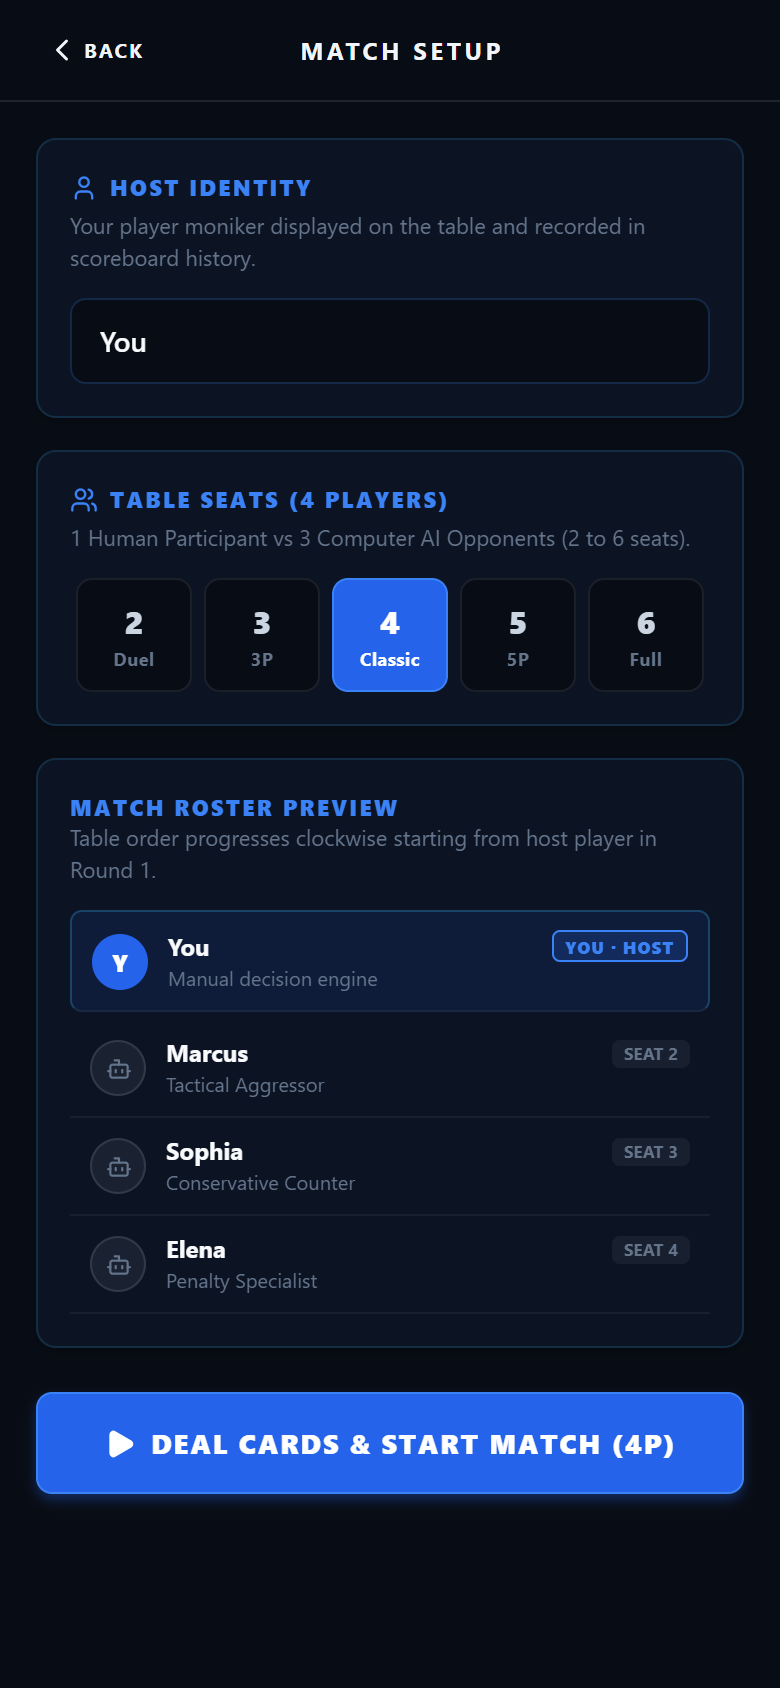 BACK
MATCH SETUP
HOST IDENTITY
Your player moniker displayed on the table and recorded in
scoreboard history.
You
TABLE SEATS (4 PLAYERS)
1 Human Participant vs 3 Computer AI Opponents (2 to 6 seats).
2
Duel
3
3P
4
Classic
5
5P
6
Full
MATCH ROSTER PREVIEW
Table order progresses clockwise starting from host player in
Round 1.
Y
You
YOU · HOST
Manual decision engine
Marcus
SEAT 2
Tactical Aggressor
Sophia
SEAT 3
Conservative Counter
Elena
SEAT 4
Penalty Specialist
DEAL CARDS & START MATCH (4P)